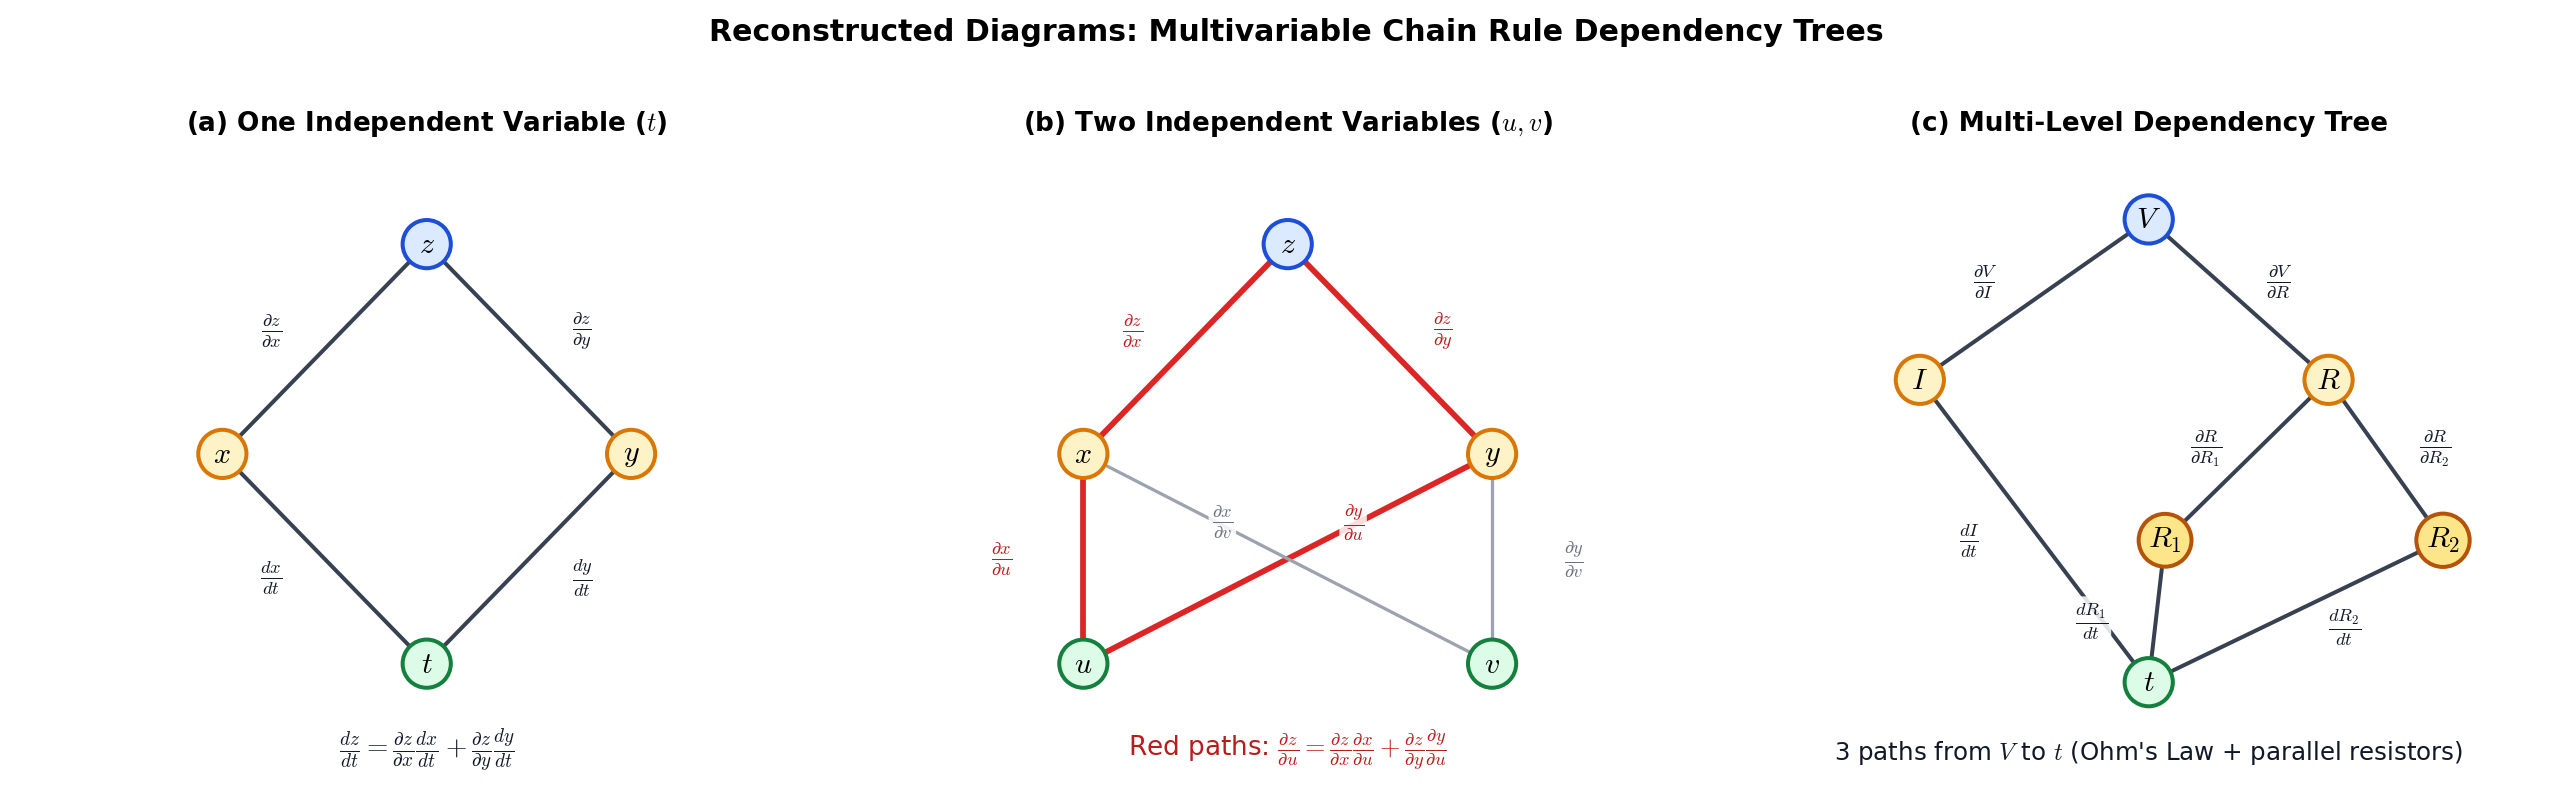 Reconstructed Diagrams: Multivariable Chain Rule Dependency Trees
(a) One Independent Variable (t)
z
∂z/∂x
∂z/∂y
x
y
dx/dt
dy/dt
t
dz/dt = ∂z/∂x dx/dt + ∂z/∂y dy/dt
(b) Two Independent Variables (u, v)
z
∂z/∂x
∂z/∂y
x
y
∂x/∂v
∂y/∂u
∂x/∂u
∂y/∂v
u
v
Red paths: ∂z/∂u = ∂z/∂x ∂x/∂u + ∂z/∂y ∂y/∂u
(c) Multi-Level Dependency Tree
V
∂V/∂I
∂V/∂R
I
R
∂R/∂R₁
∂R/∂R₂
dI/dt
R₁
R₂
dR₁/dt
dR₂/dt
t
3 paths from V to t (Ohm's Law + parallel resistors)